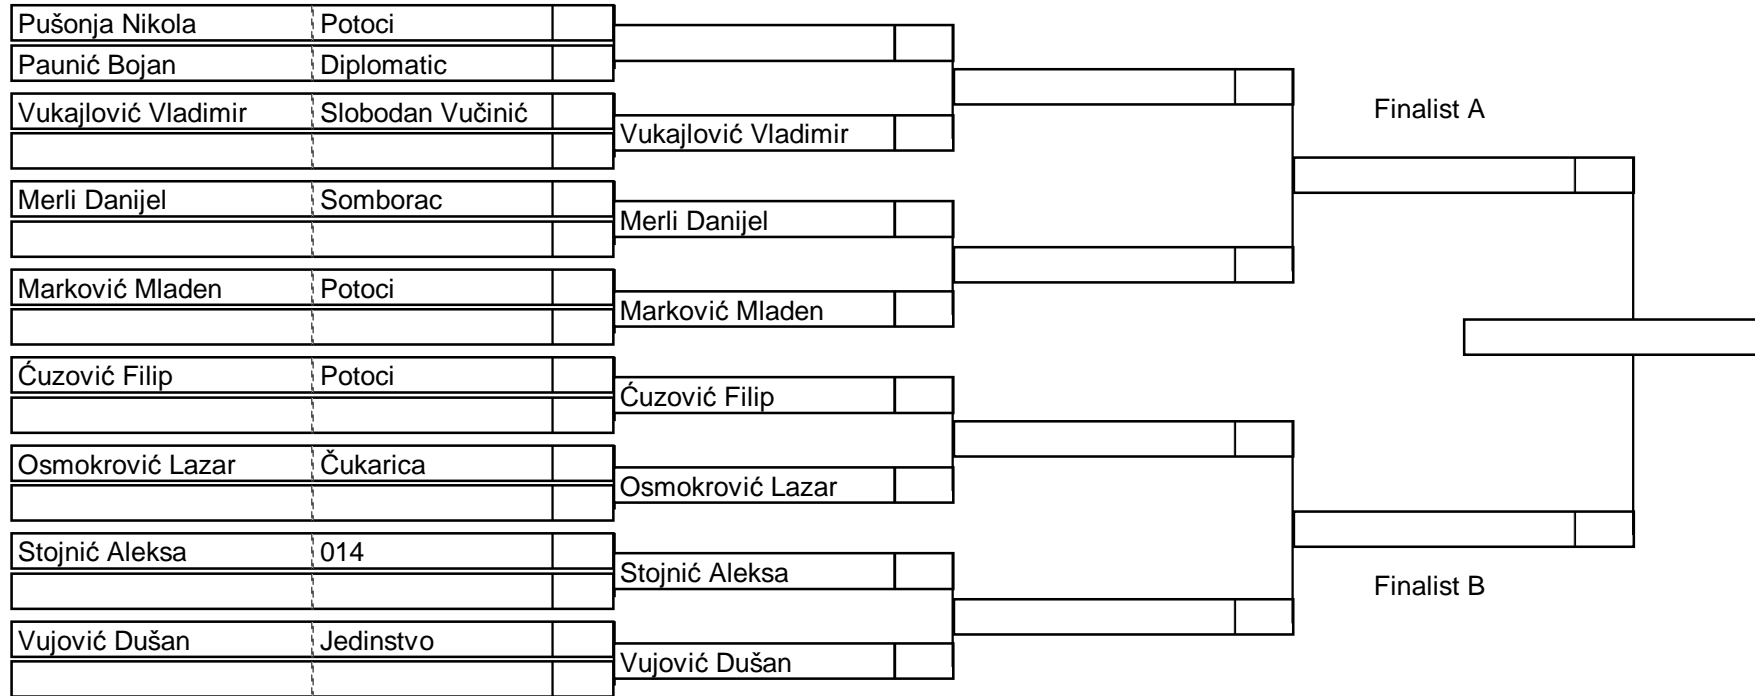 Pušonja Nikola Potoci
Paunić Bojan Diplomatic
Vukajlović Vladimir Slobodan Vučinić
Merli Danijel Somborac
Marković Mladen Potoci
Ćuzović Filip Potoci
Osmokrović Lazar Čukarica
Stojnić Aleksa 014
Vujović Dušan Jedinstvo
Vukajlović Vladimir
Merli Danijel
Marković Mladen
Ćuzović Filip
Osmokrović Lazar
Stojnić Aleksa
Vujović Dušan
Finalist A
Finalist B